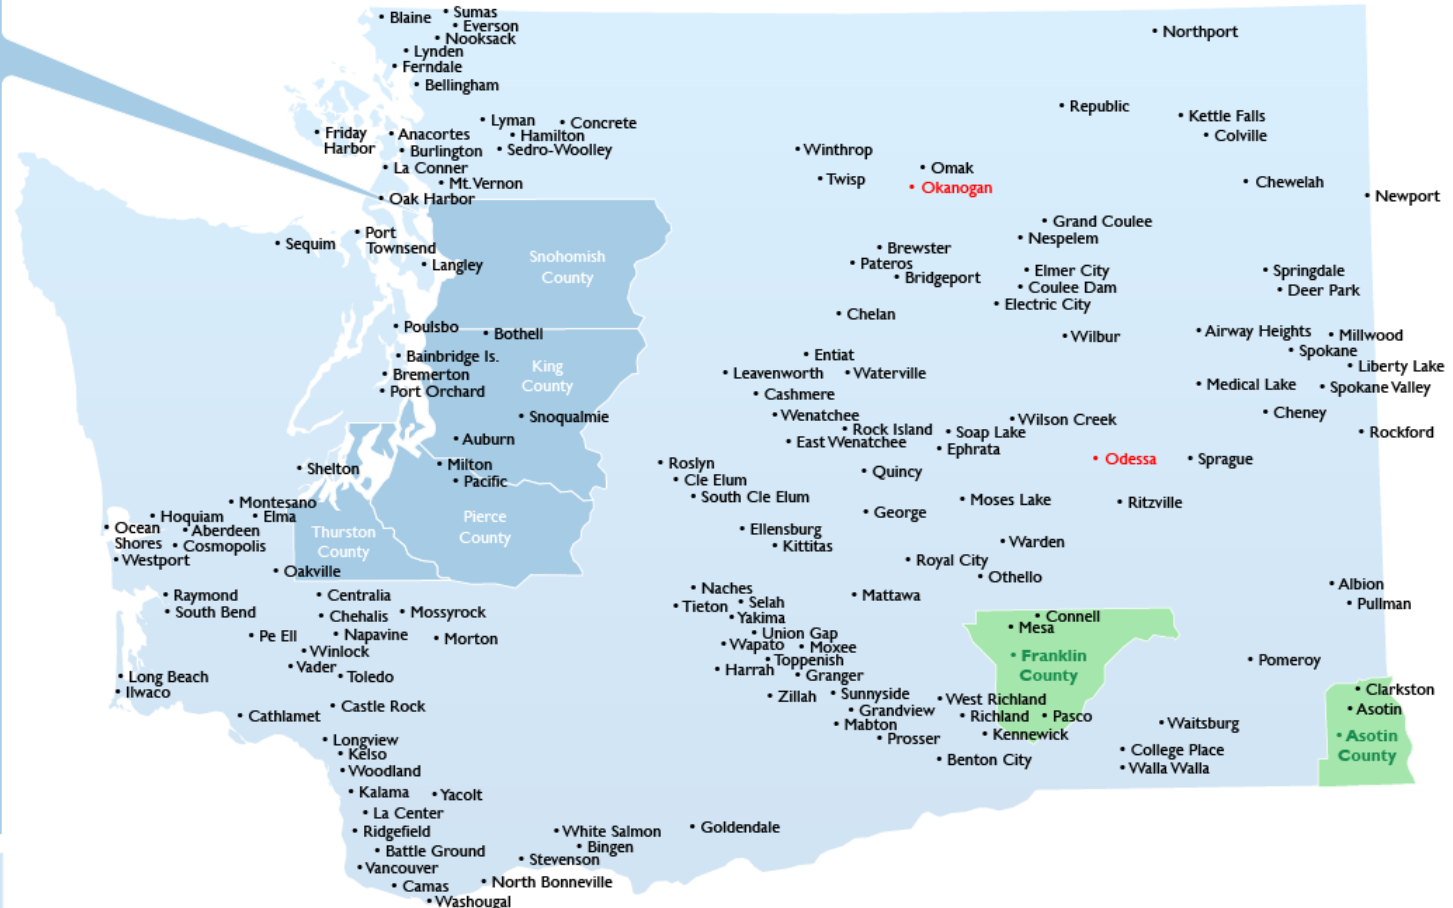 Blaine
Sumas
Everson
Nooksack
Lynden
Ferndale
Bellingham
Northport
Republic
Kettle Falls
Colville
Lyman
Concrete
Hamilton
Sedro-Woolley
Friday
Harbor
Anacortes
Burlington
La Conner
Mt.Vernon
Oak Harbor
Winthrop
Twisp
Omak
Okanogan
Chewelah
Newport
Sequim
Port
Townsend
Langley
Snohomish
County
Grand Coulee
Nespelem
Brewster
Pateros
Bridgeport
Elmer City
Coulee Dam
Electric City
Springdale
Deer Park
Chelan
Poulsbo
Bothell
Wilbur
Airway Heights
Millwood
Spokane
Liberty Lake
Medical Lake
Spokane Valley
Bainbridge Is.
Bremerton
Port Orchard
King
County
Entiat
Leavenworth
Waterville
Cashmere
Wenatchee
Rock Island
East Wenatchee
Snoqualmie
Auburn
Wilson Creek
Soap Lake
Ephrata
Cheney
Rockford
Shelton
Milton
Pacific
Roslyn
Cle Elum
South Cle Elum
Quincy
Odessa
Sprague
Moses Lake
Ritzville
Montesano
Hoquiam
Elma
Ocean
Shores
Aberdeen
Cosmopolis
Westport
Oakville
Thurston
County
Pierce
County
Ellensburg
Kittitas
George
Warden
Royal City
Othello
Mattawa
Albion
Pullman
Raymond
South Bend
Centralia
Chehalis
Mossyrock
Pe Ell
Napavine
Morton
Winlock
Vader
Toledo
Naches
Tieton
Selah
Yakima
Union Gap
Wapato
Moxee
Toppenish
Harrah
Granger
Zillah
Sunnyside
Grandview
Mabton
Prosser
Connell
Mesa
Franklin
County
West Richland
Richland
Pasco
Kennewick
Benton City
Pomeroy
Clarkston
Asotin
Asotin
County
Waitsburg
College Place
Walla Walla
Long Beach
Ilwaco
Cathlamet
Castle Rock
Longview
Kelso
Woodland
Kalama
Yacolt
La Center
Ridgefield
Battle Ground
Vancouver
Camas
Washougal
White Salmon
Bingen
Stevenson
North Bonneville
Goldendale